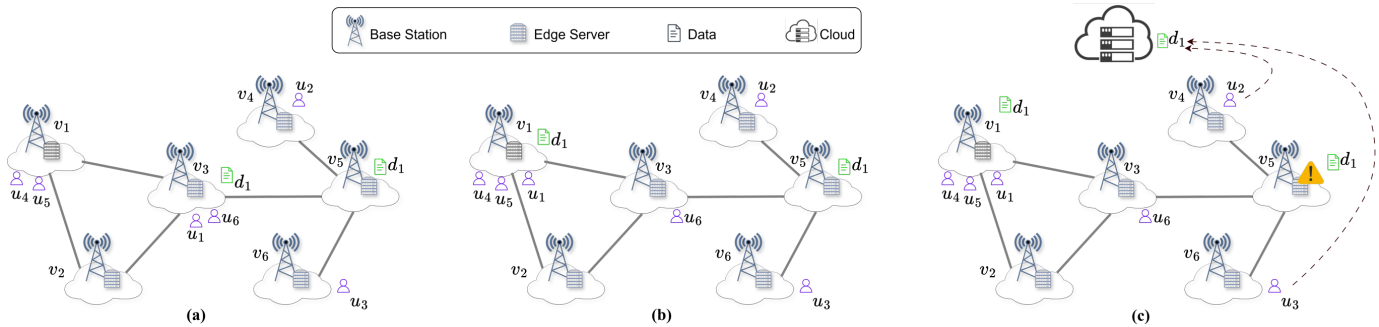 Base Station Edge Server Data Cloud
v₄ u₂
v₁
v₃ v₅ d₁
d₁
u₄ u₅ u₆
u₁
v₂ v₆
u₃
(a)
v₄ u₂
v₁ d₁
v₃ v₅ d₁
u₄ u₅ u₁
u₆
v₂ v₆
u₃
(b)
d₁
v₄ u₂
d₁
v₁
v₃ v₅ d₁
!
u₄ u₅ u₁
u₆
v₂ v₆
u₃
(c)